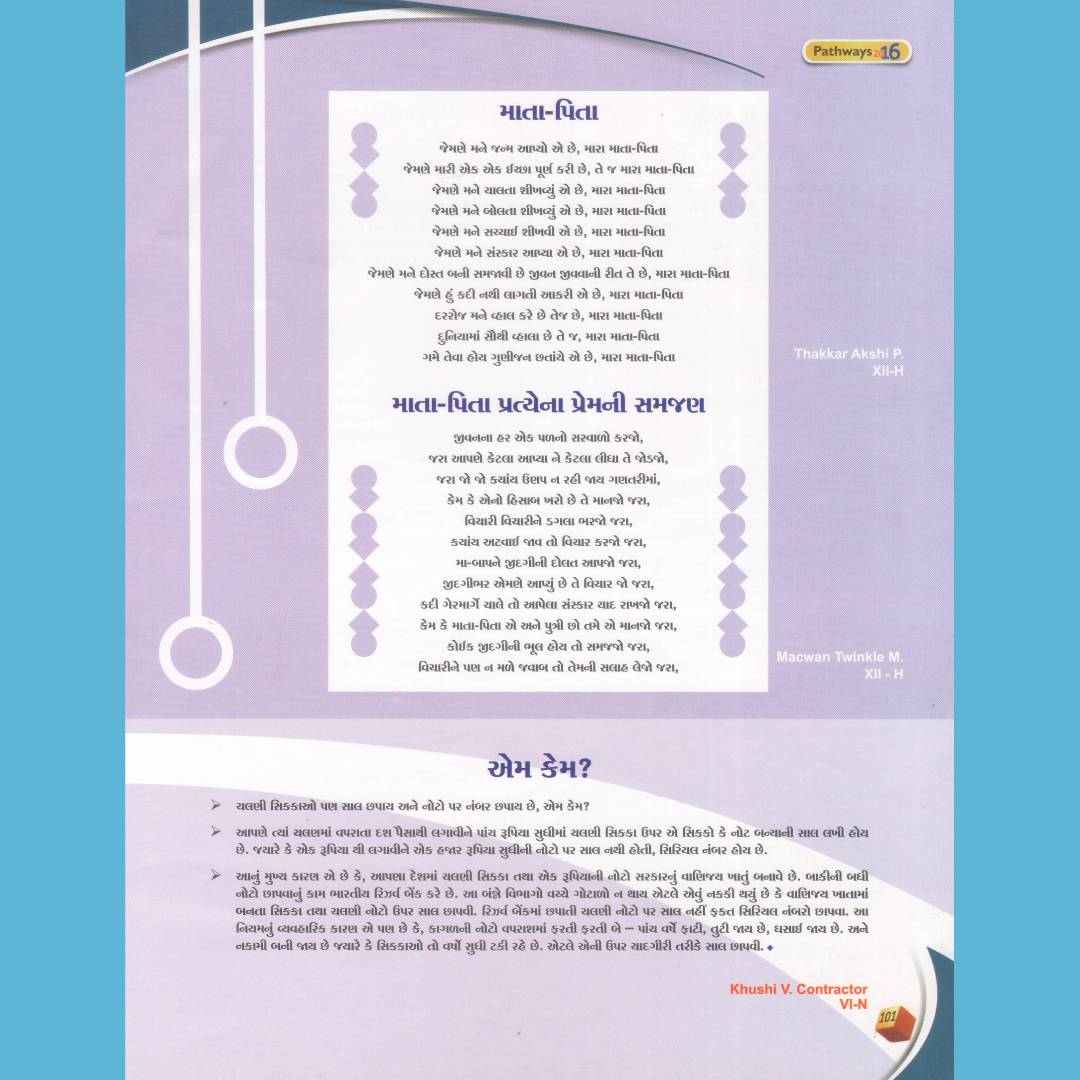 Pathways2016
માતા-પિતા
જેમણે મને જન્મ આપ્યો એ છે, મારા માતા-પિતા
જેમણે મારી એક એક ઈચ્છા પૂર્ણ કરી છે, તે જ મારા માતા-પિતા
જેમણે મને ચાલતા શીખવ્યું એ છે, મારા માતા-પિતા
જેમણે મને બોલતા શીખવ્યું એ છે, મારા માતા-પિતા
જેમણે મને સચ્ચાઈ શીખવી એ છે, મારા માતા-પિતા
જેમણે મને સંસ્કાર આપ્યા એ છે, મારા માતા-પિતા
જેમણે મને દોસ્ત બની સમજાવી છે જીવન જીવવાની રીત તે છે, મારા માતા-પિતા
જેમણે હું કદી નથી લાગતી આકરી એ છે, મારા માતા-પિતા
દરરોજ મને વ્હાલ કરે છે તેજ છે, મારા માતા-પિતા
દુનિયામાં સૌથી વ્હાલા છે તે જ, મારા માતા-પિતા
ગમે તેવા હોય ગુણીજન છતાંયે એ છે, મારા માતા-પિતા
Thakkar Akshi P.
XII-H
માતા-પિતા પ્રત્યેના પ્રેમની સમજણ
જીવનના હર એક પળનો સરવાળો કરજો,
જરા આપણે કેટલા આપ્યા ને કેટલા લીધા તે જોડજો,
જરા જો જો ક્યાંય ઉણપ ન રહી જાય ગણતરીમાં,
કેમ કે એનો હિસાબ ખરો છે તે માનજો જરા,
વિચારી વિચારીને ડગલા ભરજો જરા,
ક્યાંય અટવાઈ જાવ તો વિચાર કરજો જરા,
મા-બાપને જીદગીની દોલત આપજો જરા,
જીદગીભર એમણે આપ્યું છે તે વિચાર જો જરા,
કદી ગેરમાર્ગે ચાલે તો આપેલા સંસ્કાર યાદ રાખજો જરા,
કેમ કે માતા-પિતા એ અને પુત્રી છો તમે એ માનજો જરા,
કોઈક જીદગીની ભૂલ હોય તો સમજજો જરા,
વિચારીને પણ ન મળે જવાબ તો તેમની સલાહ લેજો જરા,
Macwan Twinkle M.
XII - H
એમ કેમ?
➢ ચલણી સિક્કાઓ પણ સાલ છપાય અને નોટો પર નંબર છપાય છે, એમ કેમ?
➢ આપણે ત્યાં ચલણમાં વપરાતા દશ પૈસાથી લગાવીને પાંચ રૂપિયા સુધીમાં ચલણી સિક્કા ઉપર એ સિક્કો કે નોટ બન્યાની સાલ લખી હોય
છે. જ્યારે કે એક રૂપિયા થી લગાવીને એક હજાર રૂપિયા સુધીની નોટો પર સાલ નથી હોતી, સિરિયલ નંબર હોય છે.
➢ આનું મુખ્ય કારણ એ છે કે, આપણા દેશમાં ચલણી સિક્કા તથા એક રૂપિયાની નોટો સરકારનું વાણિજ્ય ખાતું બનાવે છે. બાકીની બધી
નોટો છાપવાનું કામ ભારતીય રિઝર્વ બેંક કરે છે. આ બંન્ને વિભાગો વચ્ચે ગોટાળો ન થાય એટલે એવું નક્કી થયું છે કે વાણિજ્ય ખાતામાં
બનતા સિક્કા તથા ચલણી નોટો ઉપર સાલ છાપવી. રિઝર્વ બેંકમાં છપાતી ચલણી નોટો પર સાલ નહીં ફક્ત સિરિયલ નંબરો છાપવા. આ
નિયમનું વ્યવહારિક કારણ એ પણ છે કે, કાગળની નોટો વપરાશમાં ફરતી ફરતી બે – પાંચ વર્ષે ફાટી, તુટી જાય છે, ઘસાઈ જાય છે. અને
નકામી બની જાય છે જ્યારે કે સિક્કાઓ તો વર્ષો સુધી ટકી રહે છે. એટલે એની ઉપર યાદગીરી તરીકે સાલ છાપવી.
Khushi V. Contractor
VI-N
101